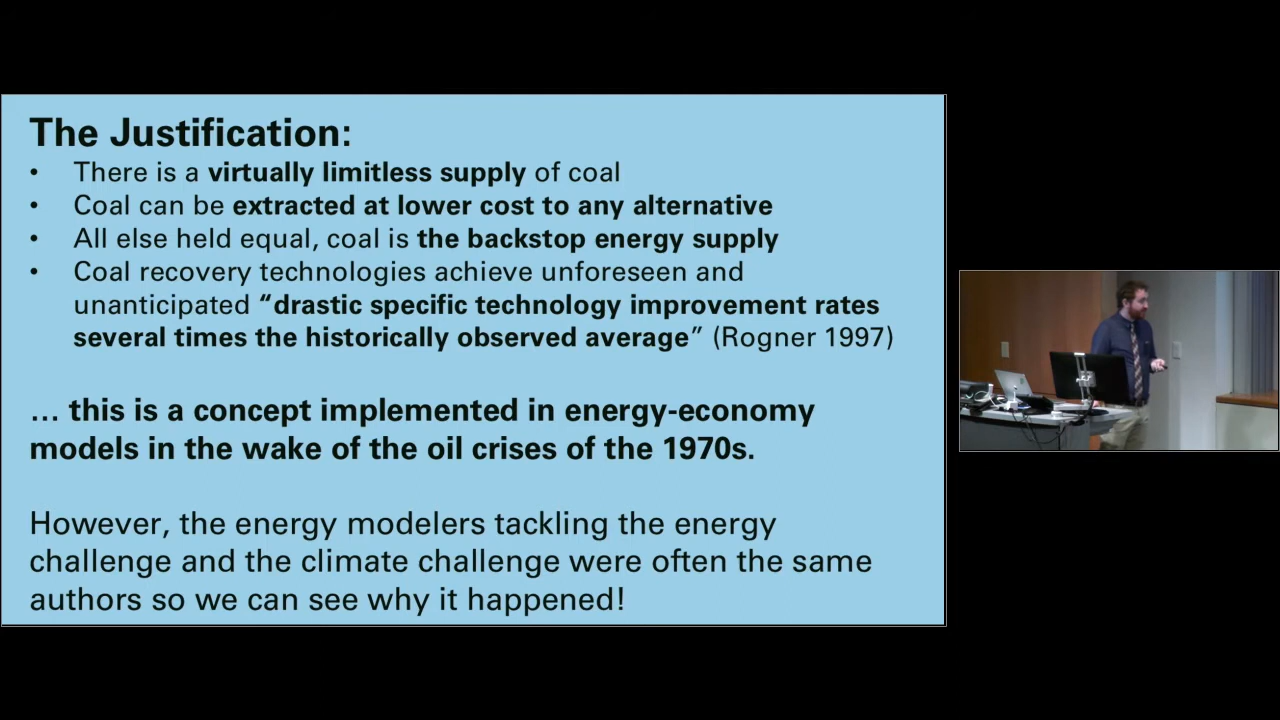 The Justification:
• There is a virtually limitless supply of coal
• Coal can be extracted at lower cost to any alternative
• All else held equal, coal is the backstop energy supply
• Coal recovery technologies achieve unforeseen and
unanticipated “drastic specific technology improvement rates
several times the historically observed average” (Rogner 1997)
... this is a concept implemented in energy-economy
models in the wake of the oil crises of the 1970s.
However, the energy modelers tackling the energy
challenge and the climate challenge were often the same
authors so we can see why it happened!